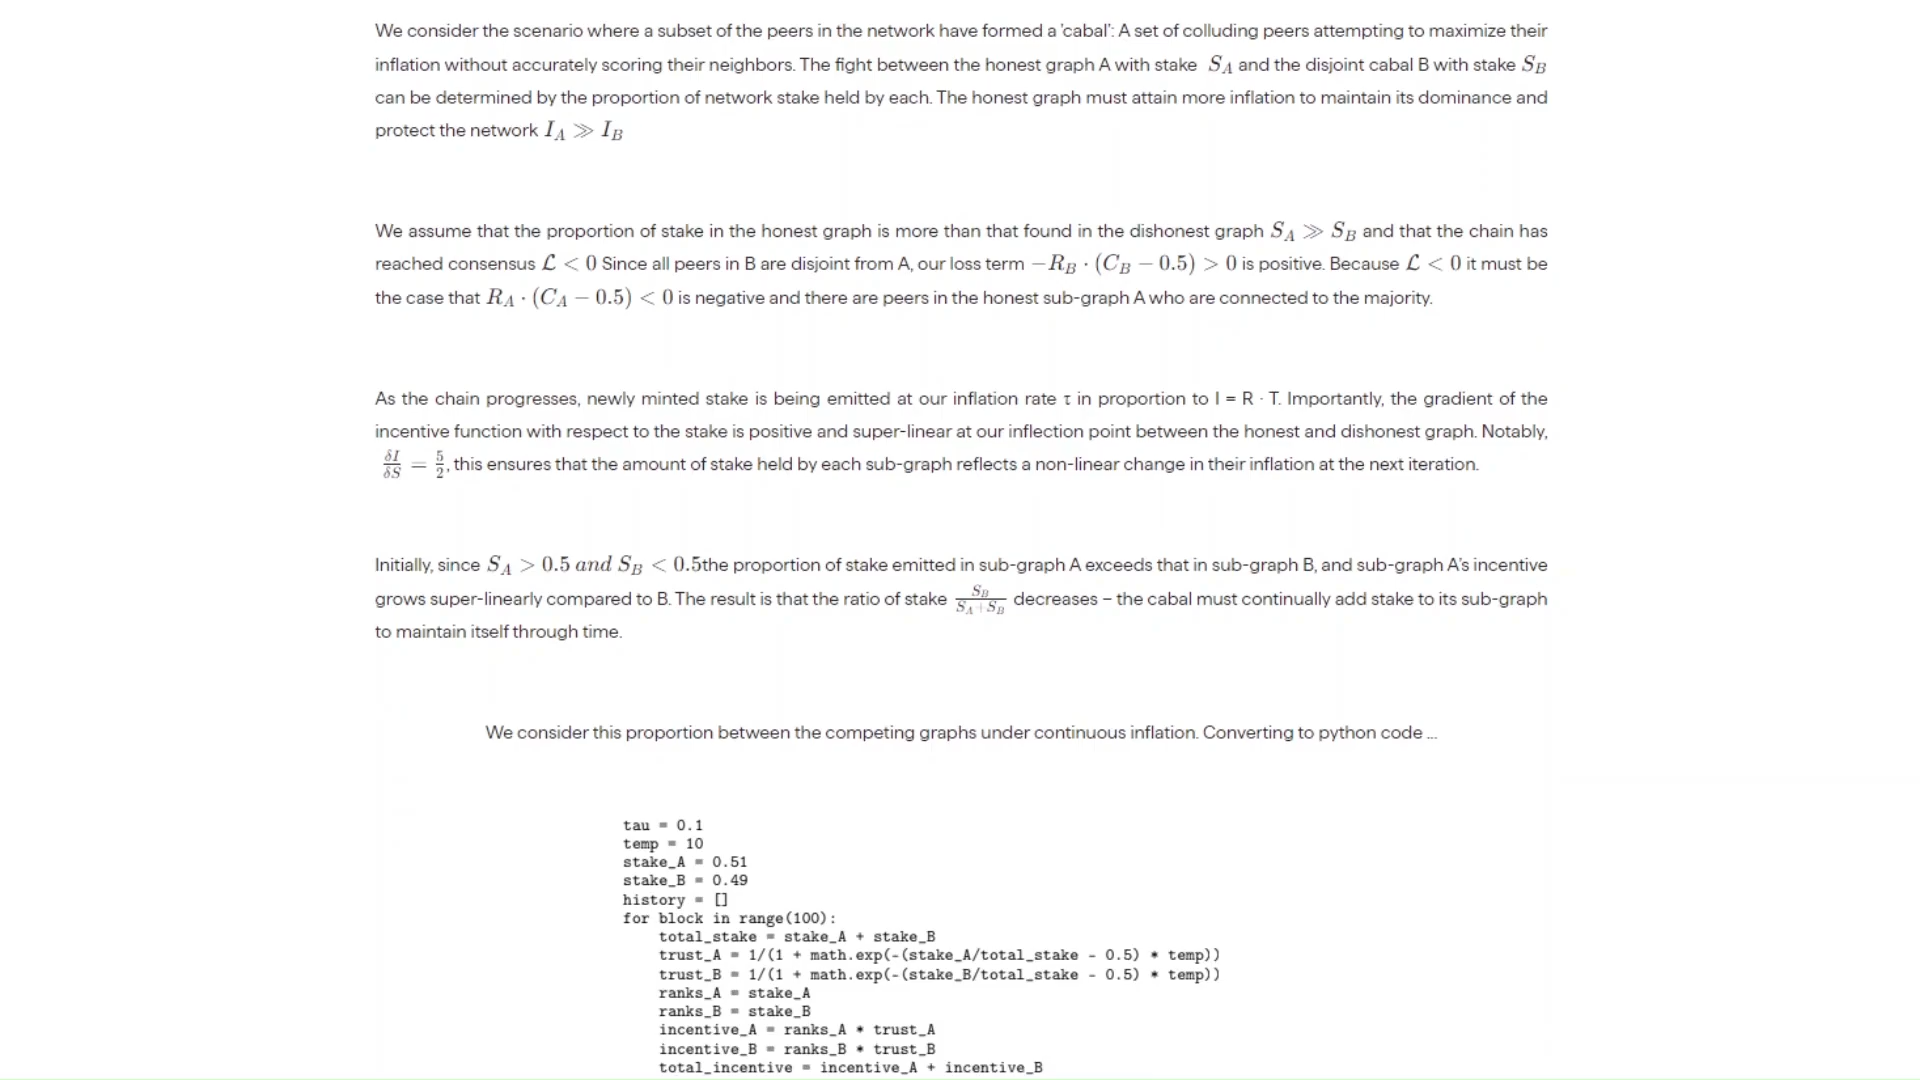 We consider the scenario where a subset of the peers in the network have formed a 'cabal': A set of colluding peers attempting to maximize their
inflation without accurately scoring their neighbors. The fight between the honest graph A with stake S_A and the disjoint cabal B with stake S_B
can be determined by the proportion of network stake held by each. The honest graph must attain more inflation to maintain its dominance and
protect the network I_A ≫ I_B
We assume that the proportion of stake in the honest graph is more than that found in the dishonest graph S_A ≫ S_B and that the chain has
reached consensus ℒ < 0 Since all peers in B are disjoint from A, our loss term −R_B · (C_B − 0.5) > 0 is positive. Because ℒ < 0 it must be
the case that R_A · (C_A − 0.5) < 0 is negative and there are peers in the honest sub-graph A who are connected to the majority.
As the chain progresses, newly minted stake is being emitted at our inflation rate τ in proportion to I = R · T. Importantly, the gradient of the
incentive function with respect to the stake is positive and super-linear at our inflection point between the honest and dishonest graph. Notably,
δI/δS = 5/2, this ensures that the amount of stake held by each sub-graph reflects a non-linear change in their inflation at the next iteration.
Initially, since S_A > 0.5 and S_B < 0.5the proportion of stake emitted in sub-graph A exceeds that in sub-graph B, and sub-graph A's incentive
grows super-linearly compared to B. The result is that the ratio of stake S_B/(S_A+S_B) decreases – the cabal must continually add stake to its sub-graph
to maintain itself through time.
We consider this proportion between the competing graphs under continuous inflation. Converting to python code ...
tau = 0.1
temp = 10
stake_A = 0.51
stake_B = 0.49
history = []
for block in range(100):
    total_stake = stake_A + stake_B
    trust_A = 1/(1 + math.exp(-(stake_A/total_stake - 0.5) * temp))
    trust_B = 1/(1 + math.exp(-(stake_B/total_stake - 0.5) * temp))
    ranks_A = stake_A
    ranks_B = stake_B
    incentive_A = ranks_A * trust_A
    incentive_B = ranks_B * trust_B
    total_incentive = incentive_A + incentive_B